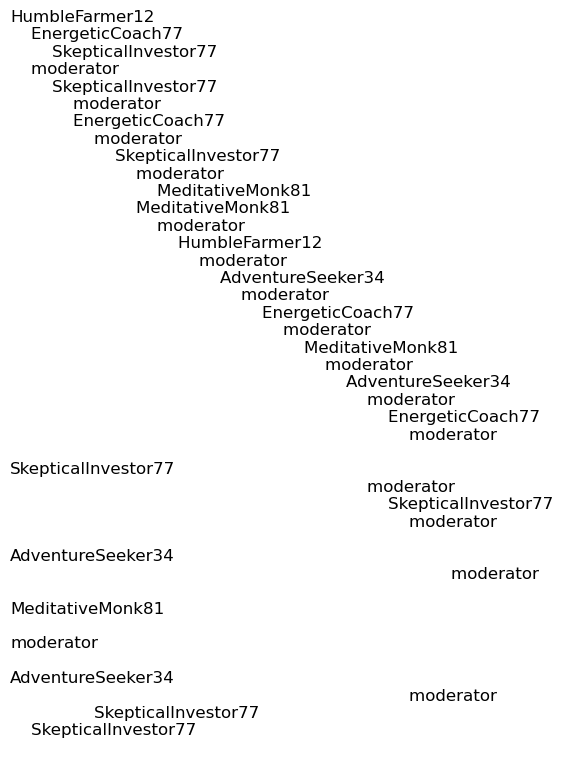 HumbleFarmer12
EnergeticCoach77
SkepticalInvestor77
moderator
SkepticalInvestor77
moderator
EnergeticCoach77
moderator
SkepticalInvestor77
moderator
MeditativeMonk81
MeditativeMonk81
moderator
HumbleFarmer12
moderator
AdventureSeeker34
moderator
EnergeticCoach77
moderator
MeditativeMonk81
moderator
AdventureSeeker34
moderator
EnergeticCoach77
moderator
SkepticalInvestor77
moderator
SkepticalInvestor77
moderator
AdventureSeeker34
moderator
MeditativeMonk81
moderator
AdventureSeeker34
moderator
SkepticalInvestor77
SkepticalInvestor77